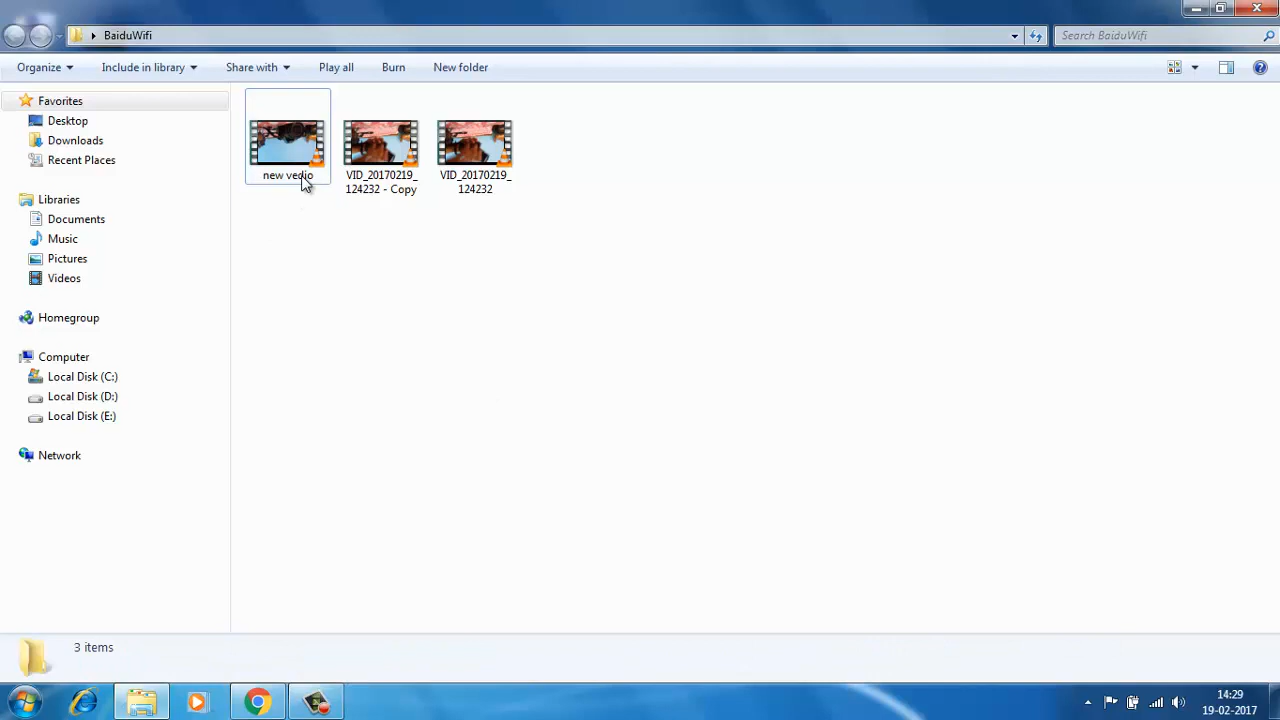 BaiduWifi
Search BaiduWifi
Organize
Include in library
Share with
Play all
Burn
New folder
Favorites
Desktop
Downloads
Recent Places
Libraries
Documents
Music
Pictures
Videos
Homegroup
Computer
Local Disk (C:)
Local Disk (D:)
Local Disk (E:)
Network
new vedio
VID_20170219_
124232 - Copy
VID_20170219_
124232
3 items
14:29
19-02-2017